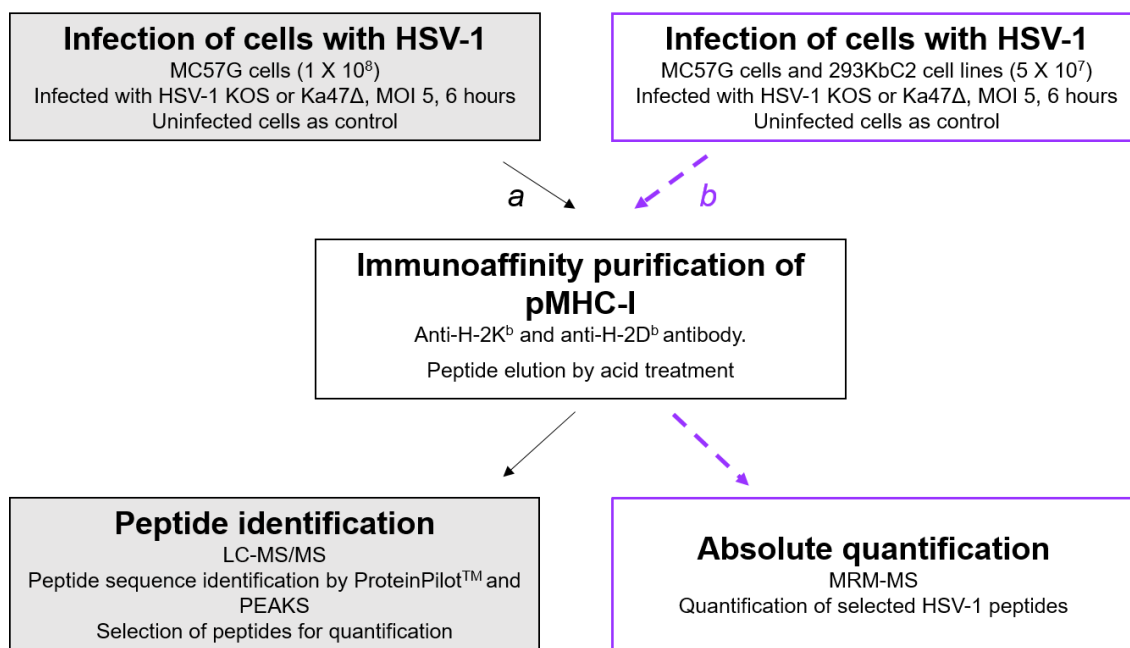 Infection of cells with HSV-1
MC57G cells (1 X 10⁸)
Infected with HSV-1 KOS or Ka47Δ, MOI 5, 6 hours
Uninfected cells as control
Infection of cells with HSV-1
MC57G cells and 293KbC2 cell lines (5 X 10⁷)
Infected with HSV-1 KOS or Ka47Δ, MOI 5, 6 hours
Uninfected cells as control
a
b
Immunoaffinity purification of
pMHC-I
Anti-H-2Kᵇ and anti-H-2Dᵇ antibody.
Peptide elution by acid treatment
Peptide identification
LC-MS/MS
Peptide sequence identification by ProteinPilot™ and
PEAKS
Selection of peptides for quantification
Absolute quantification
MRM-MS
Quantification of selected HSV-1 peptides